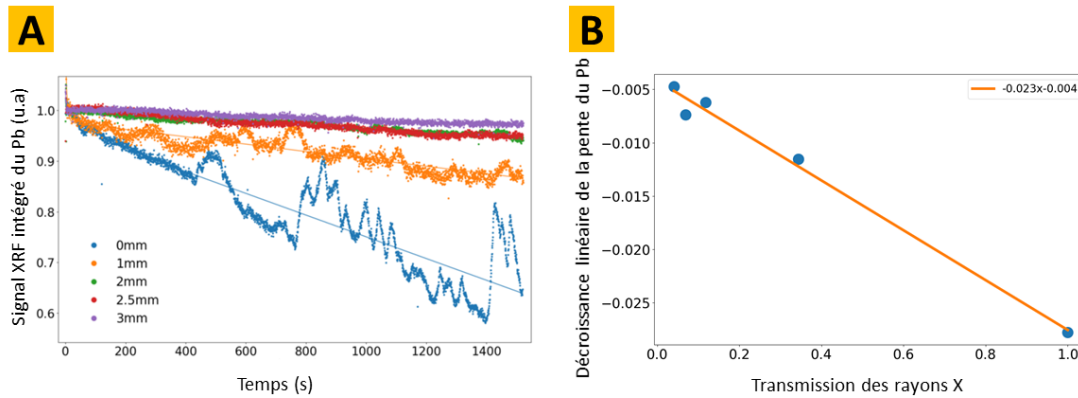 A
Signal XRF intégré du Pb (u.a)
1.0
0.9
0.8
0.7
0.6
0mm
1mm
2mm
2.5mm
3mm
0
200
400
600
800
1000
1200
1400
Temps (s)
B
Décroissance linéaire de la pente du Pb
-0.023x-0.004
−0.005
−0.010
−0.015
−0.020
−0.025
0.0
0.2
0.4
0.6
0.8
1.0
Transmission des rayons X